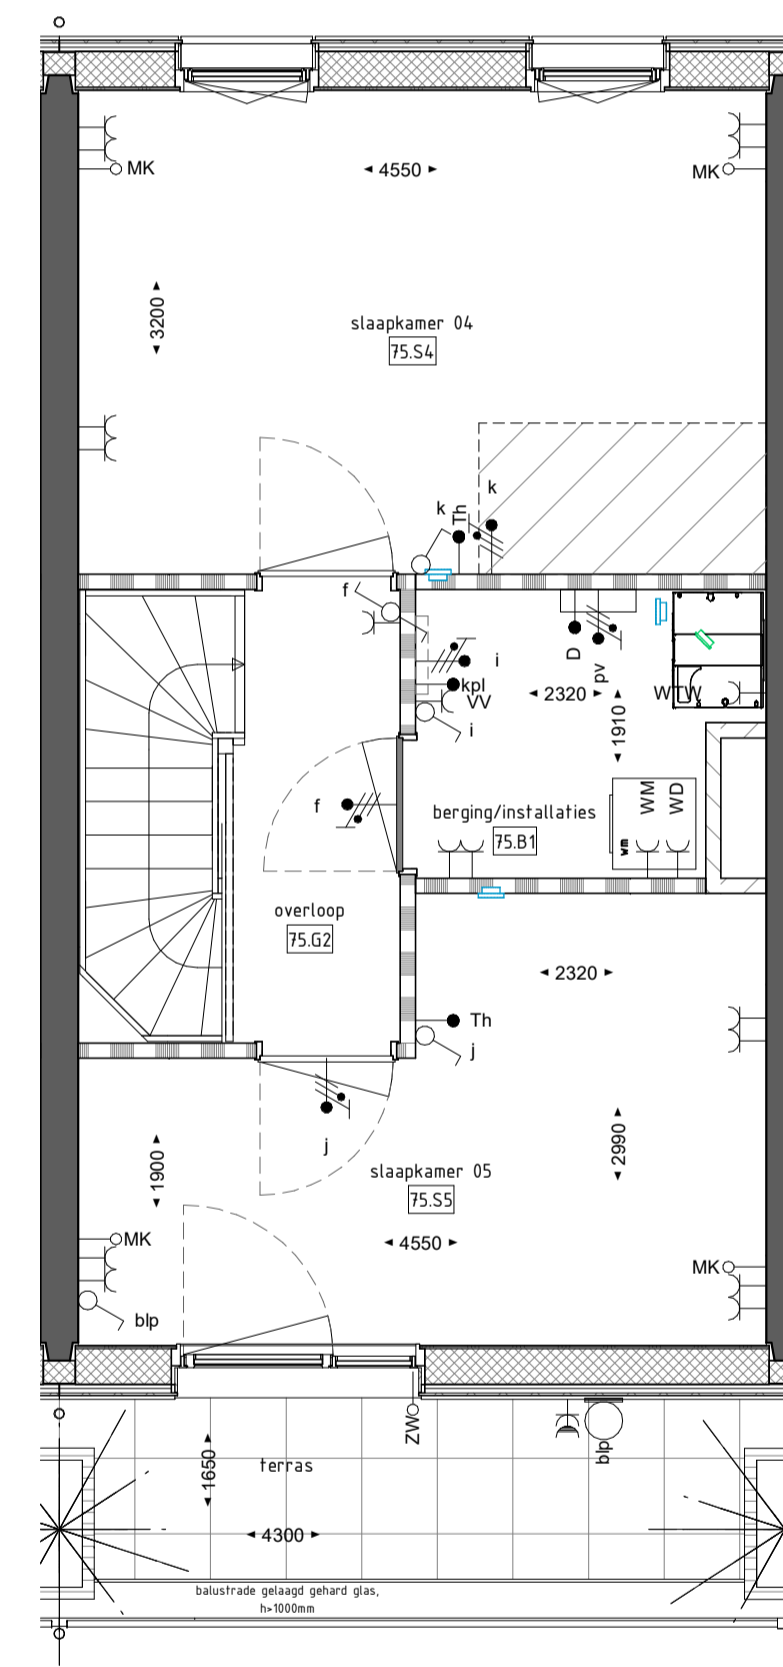 MK
4550
MK
3200
slaapkamer 04
75.S4
k
k
Th
f
i
kpl
VV
i
D
pv
2320
1910
WTW
f
berging/installaties
75.B1
WM
WD
wm
overloop
75.G2
2320
Th
j
j
1900
2990
slaapkamer 05
75.S5
MK
4550
MK
blp
ZW
blp
1650
terras
4300
balustrade gelaagd gehard glas,
h>1000mm